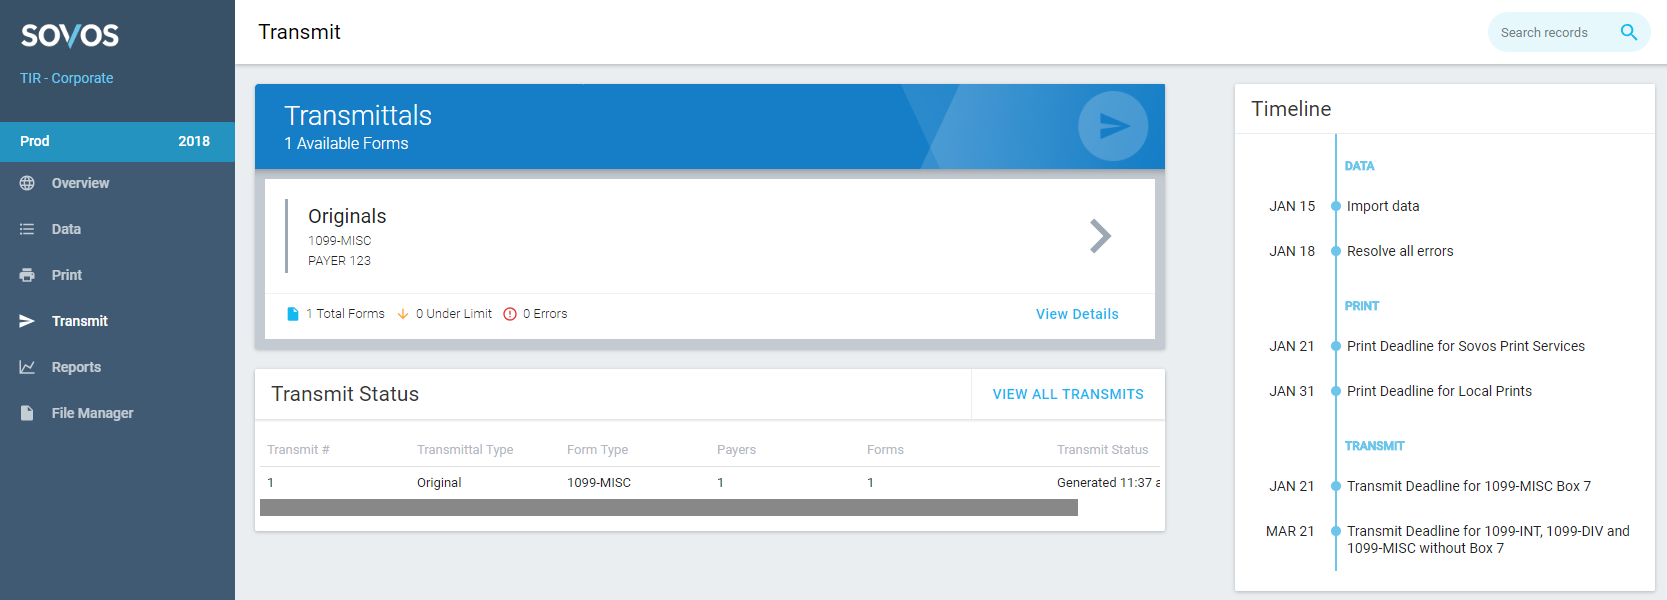 SOVOS
TIR - Corporate
Prod 2018
Overview
Data
Print
Transmit
Reports
File Manager
Transmit
Search records
Transmittals
1 Available Forms
Originals
1099-MISC
PAYER 123
1 Total Forms 0 Under Limit 0 Errors View Details
Transmit Status VIEW ALL TRANSMITS
Transmit # Transmittal Type Form Type Payers Forms Transmit Status
1 Original 1099-MISC 1 1 Generated 11:37 a
Timeline
DATA
JAN 15 Import data
JAN 18 Resolve all errors
PRINT
JAN 21 Print Deadline for Sovos Print Services
JAN 31 Print Deadline for Local Prints
TRANSMIT
JAN 21 Transmit Deadline for 1099-MISC Box 7
MAR 21 Transmit Deadline for 1099-INT, 1099-DIV and
1099-MISC without Box 7